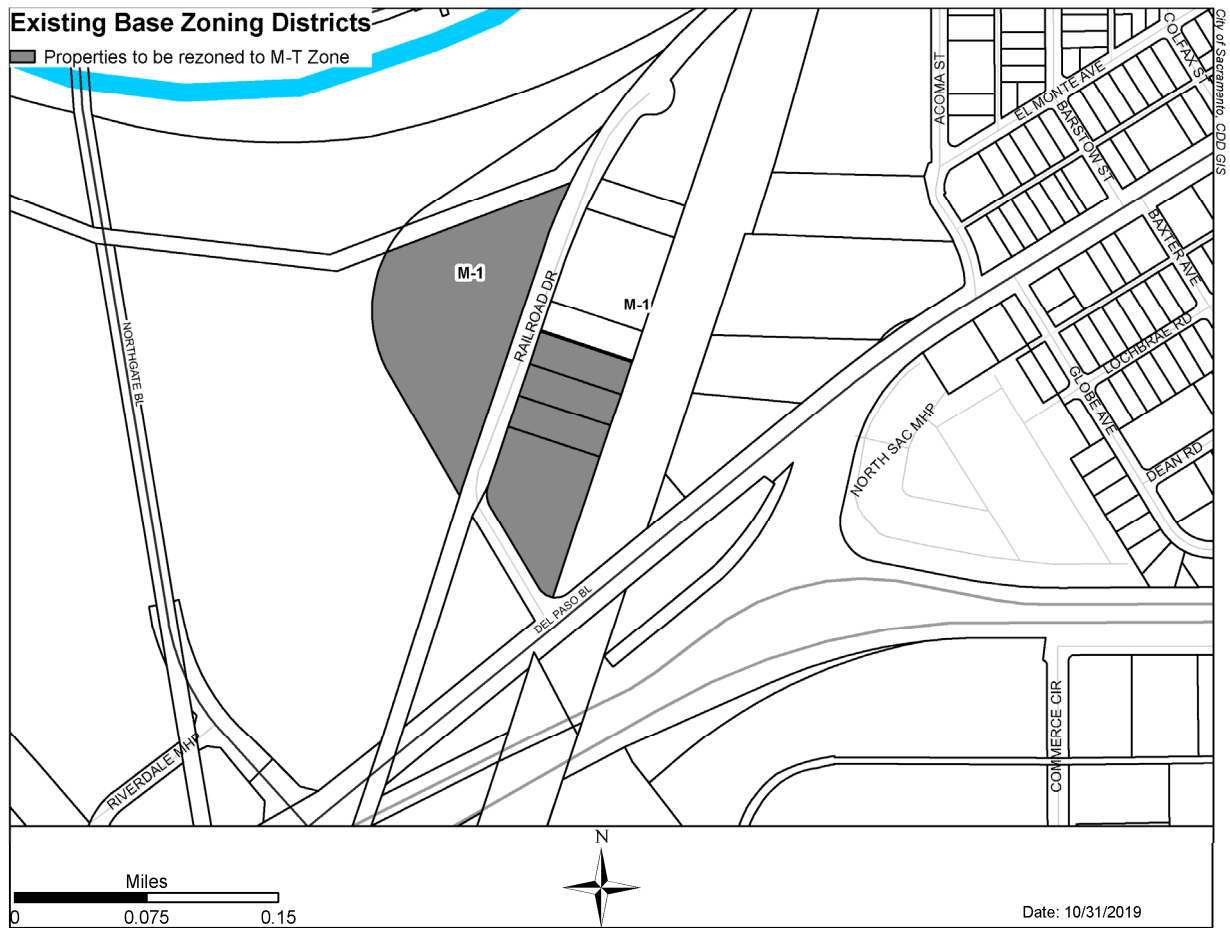 Existing Base Zoning Districts
Properties to be rezoned to M-T Zone
City of Sacramento, CDD GIS
COLFAX ST
ACOMA ST
EL MONTE AVE
BARSTOW ST
BAXTER AVE
M-1
M-1
RAILROAD DR
NORTHGATE BL
LOCHBRAE RD
GLOBE AVE
NORTH SAC MHP
DEAN RD
DEL PASO BL
RIVERDALE MHP
COMMERCE CIR
N
Miles
0 0.075 0.15
Date: 10/31/2019